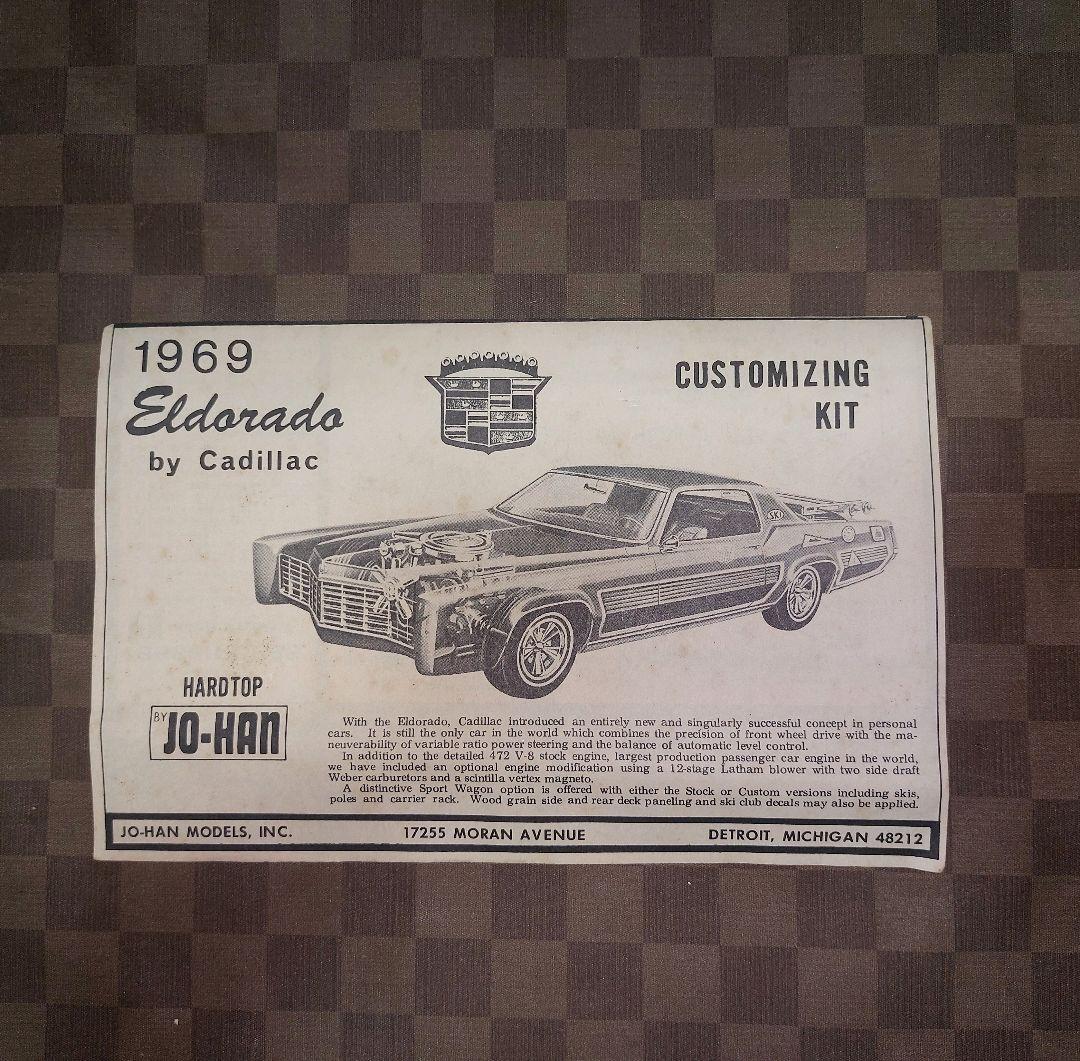 1969
Eldorado
by Cadillac
CUSTOMIZING
KIT
SKI
HARDTOP
BY JO-HAN
With the Eldorado, Cadillac introduced an entirely new and singularly successful concept in personal
cars. It is still the only car in the world which combines the precision of front wheel drive with the ma-
neuverability of variable ratio power steering and the balance of automatic level control.
In addition to the detailed 472 V-8 stock engine, largest production passenger car engine in the world,
we have included an optional engine modification using a 12-stage Latham blower with two side draft
Weber carburetors and a scintilla vertex magneto.
A distinctive Sport Wagon option is offered with either the Stock or Custom versions including skis,
poles and carrier rack. Wood grain side and rear deck paneling and ski club decals may also be applied.
JO-HAN MODELS, INC. 17255 MORAN AVENUE DETROIT, MICHIGAN 48212